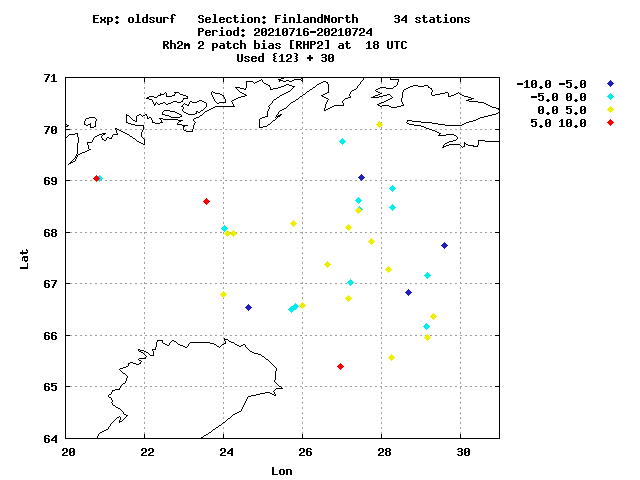 Exp: oldsurf   Selection: FinlandNorth     34 stations
Period: 20210716-20210724
Rh2m 2 patch bias [RHP2] at  18 UTC
Used {12} + 30
-10.0 -5.0
-5.0 0.0
0.0 5.0
5.0 10.0
71
70
69
68
67
66
65
64
Lat
20 22 24 26 28 30
Lon